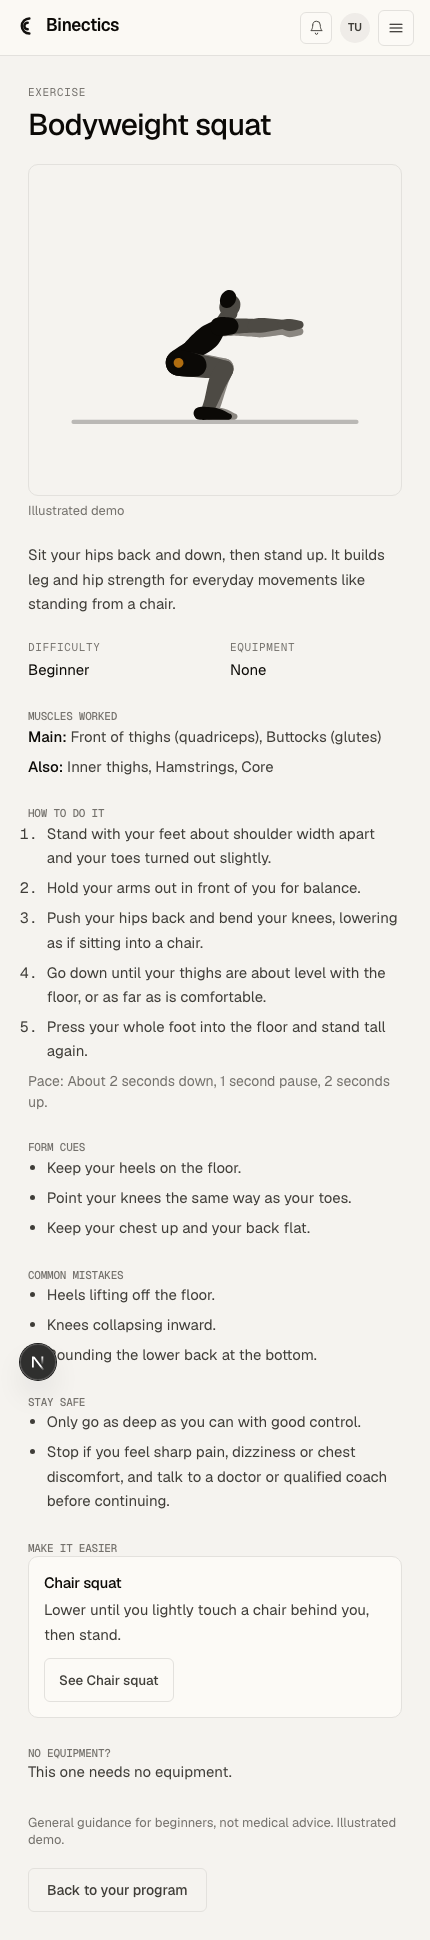 Binectics
TU
EXERCISE
Bodyweight squat
Illustrated demo
Sit your hips back and down, then stand up. It builds
leg and hip strength for everyday movements like
standing from a chair.
DIFFICULTY
Beginner
EQUIPMENT
None
MUSCLES WORKED
Main: Front of thighs (quadriceps), Buttocks (glutes)
Also: Inner thighs, Hamstrings, Core
HOW TO DO IT
1. Stand with your feet about shoulder width apart
and your toes turned out slightly.
2. Hold your arms out in front of you for balance.
3. Push your hips back and bend your knees, lowering
as if sitting into a chair.
4. Go down until your thighs are about level with the
floor, or as far as is comfortable.
5. Press your whole foot into the floor and stand tall
again.
Pace: About 2 seconds down, 1 second pause, 2 seconds
up.
FORM CUES
• Keep your heels on the floor.
• Point your knees the same way as your toes.
• Keep your chest up and your back flat.
COMMON MISTAKES
• Heels lifting off the floor.
• Knees collapsing inward.
N
the lower back at the bottom.
STAY SAFE
• Only go as deep as you can with good control.
• Stop if you feel sharp pain, dizziness or chest
discomfort, and talk to a doctor or qualified coach
before continuing.
MAKE IT EASIER
Chair squat
Lower until you lightly touch a chair behind you,
then stand.
See Chair squat
NO EQUIPMENT?
This one needs no equipment.
General guidance for beginners, not medical advice. Illustrated
demo.
Back to your program